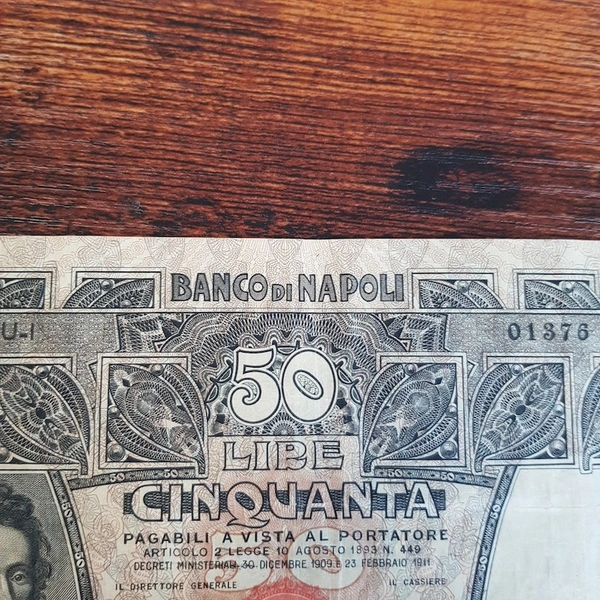 BANCO DI NAPOLI
U-I 01376
50
LIRE
CINQUANTA
PAGABILI A VISTA AL PORTATORE
ARTICOLO 2 LEGGE 10 AGOSTO 1893 N. 449
DECRETI MINISTERIALI 30 DICEMBRE 1909 E 23 FEBBRAIO 1911
50
IL DIRETTORE GENERALE IL CASSIERE